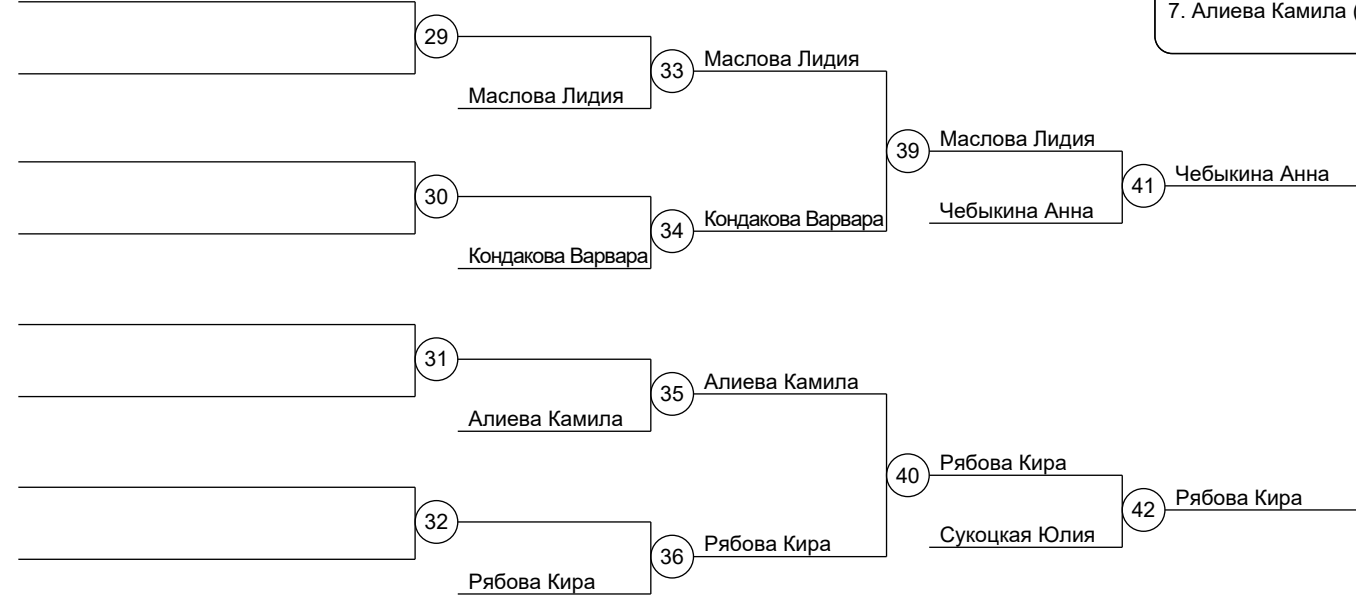 7. Алиева Камила (
29
Маслова Лидия
33
Маслова Лидия
39
Маслова Лидия
Чебыкина Анна
41
Чебыкина Анна
30
Кондакова Варвара
34
Кондакова Варвара
31
Алиева Камила
35
Алиева Камила
40
Рябова Кира
Сукоцкая Юлия
42
Рябова Кира
32
Рябова Кира
36
Рябова Кира